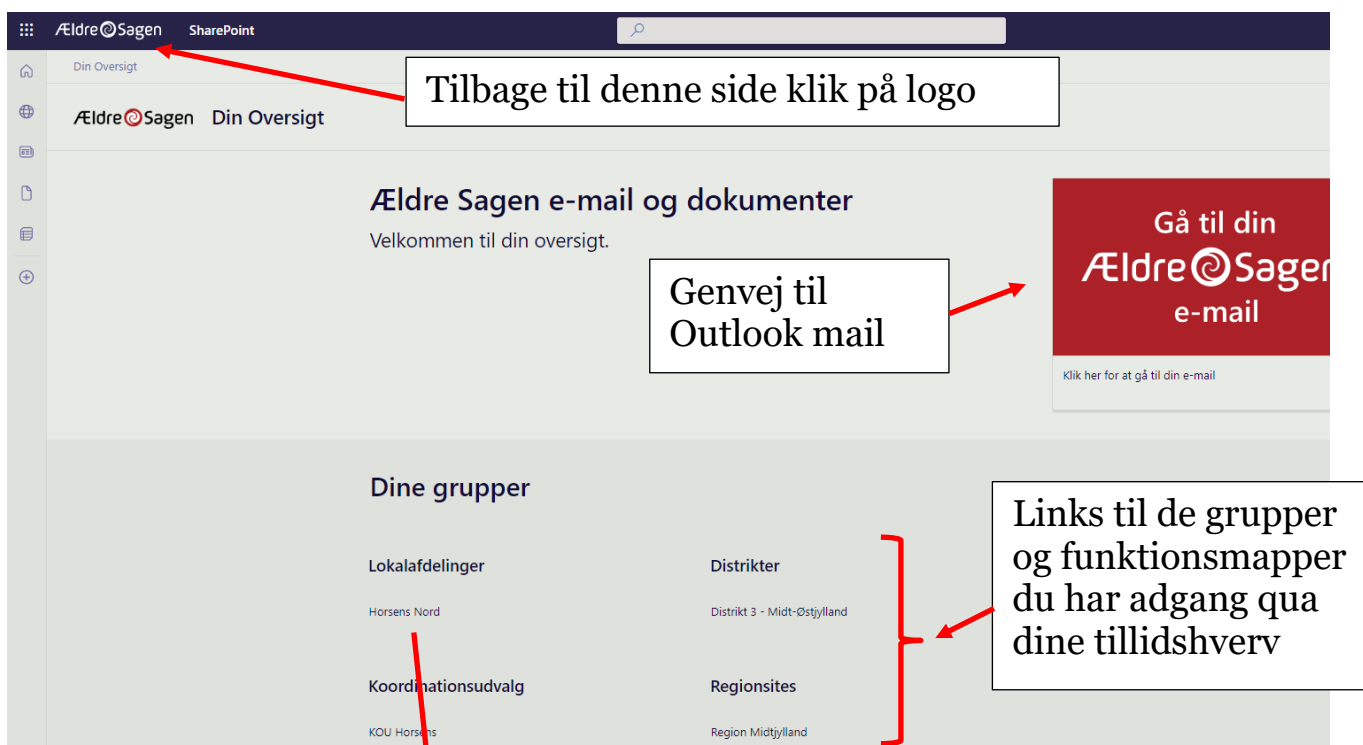 Ældre Sagen SharePoint
Din Oversigt
Tilbage til denne side klik på logo
Ældre Sagen Din Oversigt
Ældre Sagen e-mail og dokumenter
Velkommen til din oversigt.
Genvej til
Outlook mail
Gå til din
Ældre Sagen
e-mail
Klik her for at gå til din e-mail
Dine grupper
Links til de grupper
og funktionsmapper
du har adgang qua
dine tillidshverv
Lokalafdelinger
Distrikter
Horsens Nord
Distrikt 3 - Midt-Østjylland
Koordinationsudvalg
Regionsites
KOU Horsens
Region Midtjylland